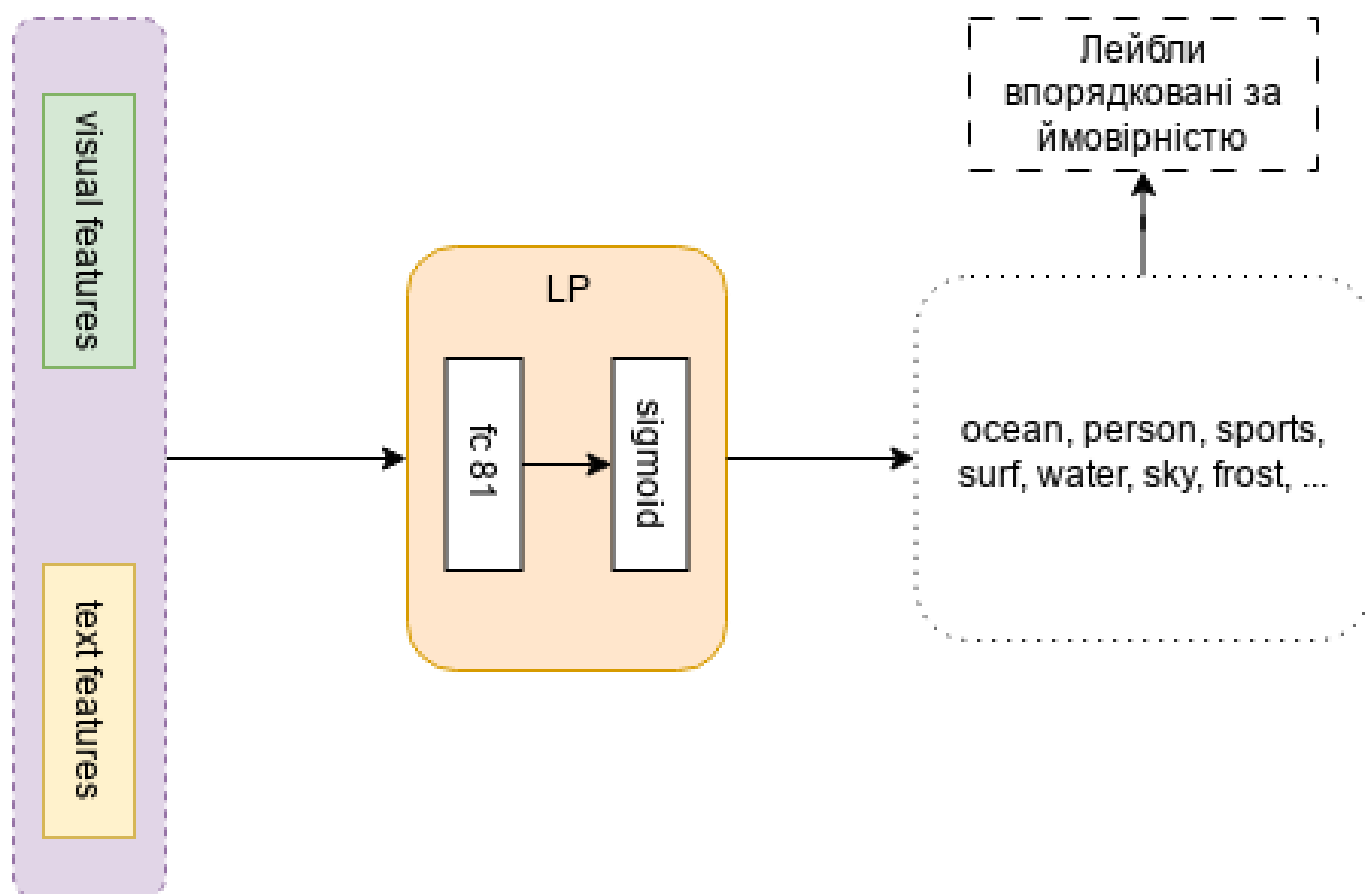 visual features
text features
LP
fc 81
sigmoid
Лейбли
впорядковані за
ймовірністю
ocean, person, sports,
surf, water, sky, frost, ...